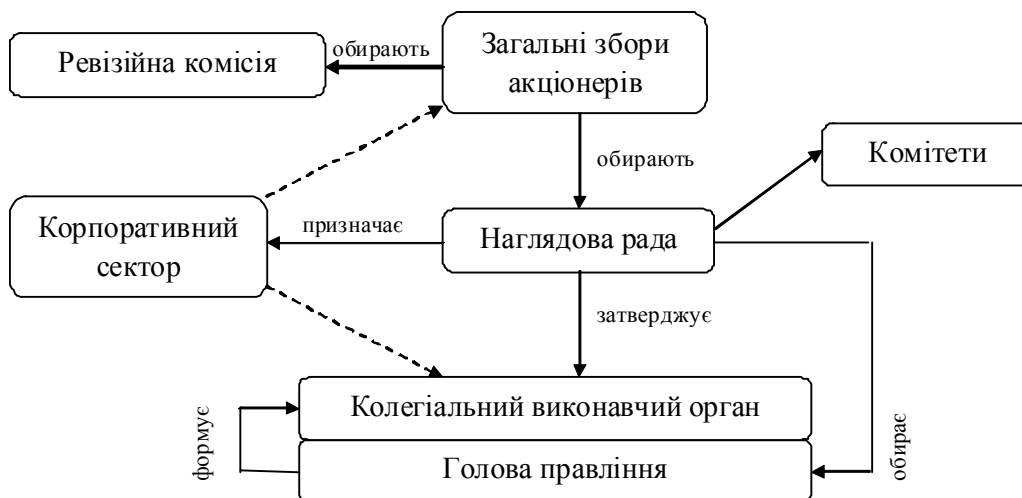 Ревізійна комісія
обирають
Загальні збори
акціонерів
обирають
Комітети
Корпоративний
сектор
призначає
Наглядова рада
затверджує
Колегіальний виконавчий орган
Голова правління
формує
обирає